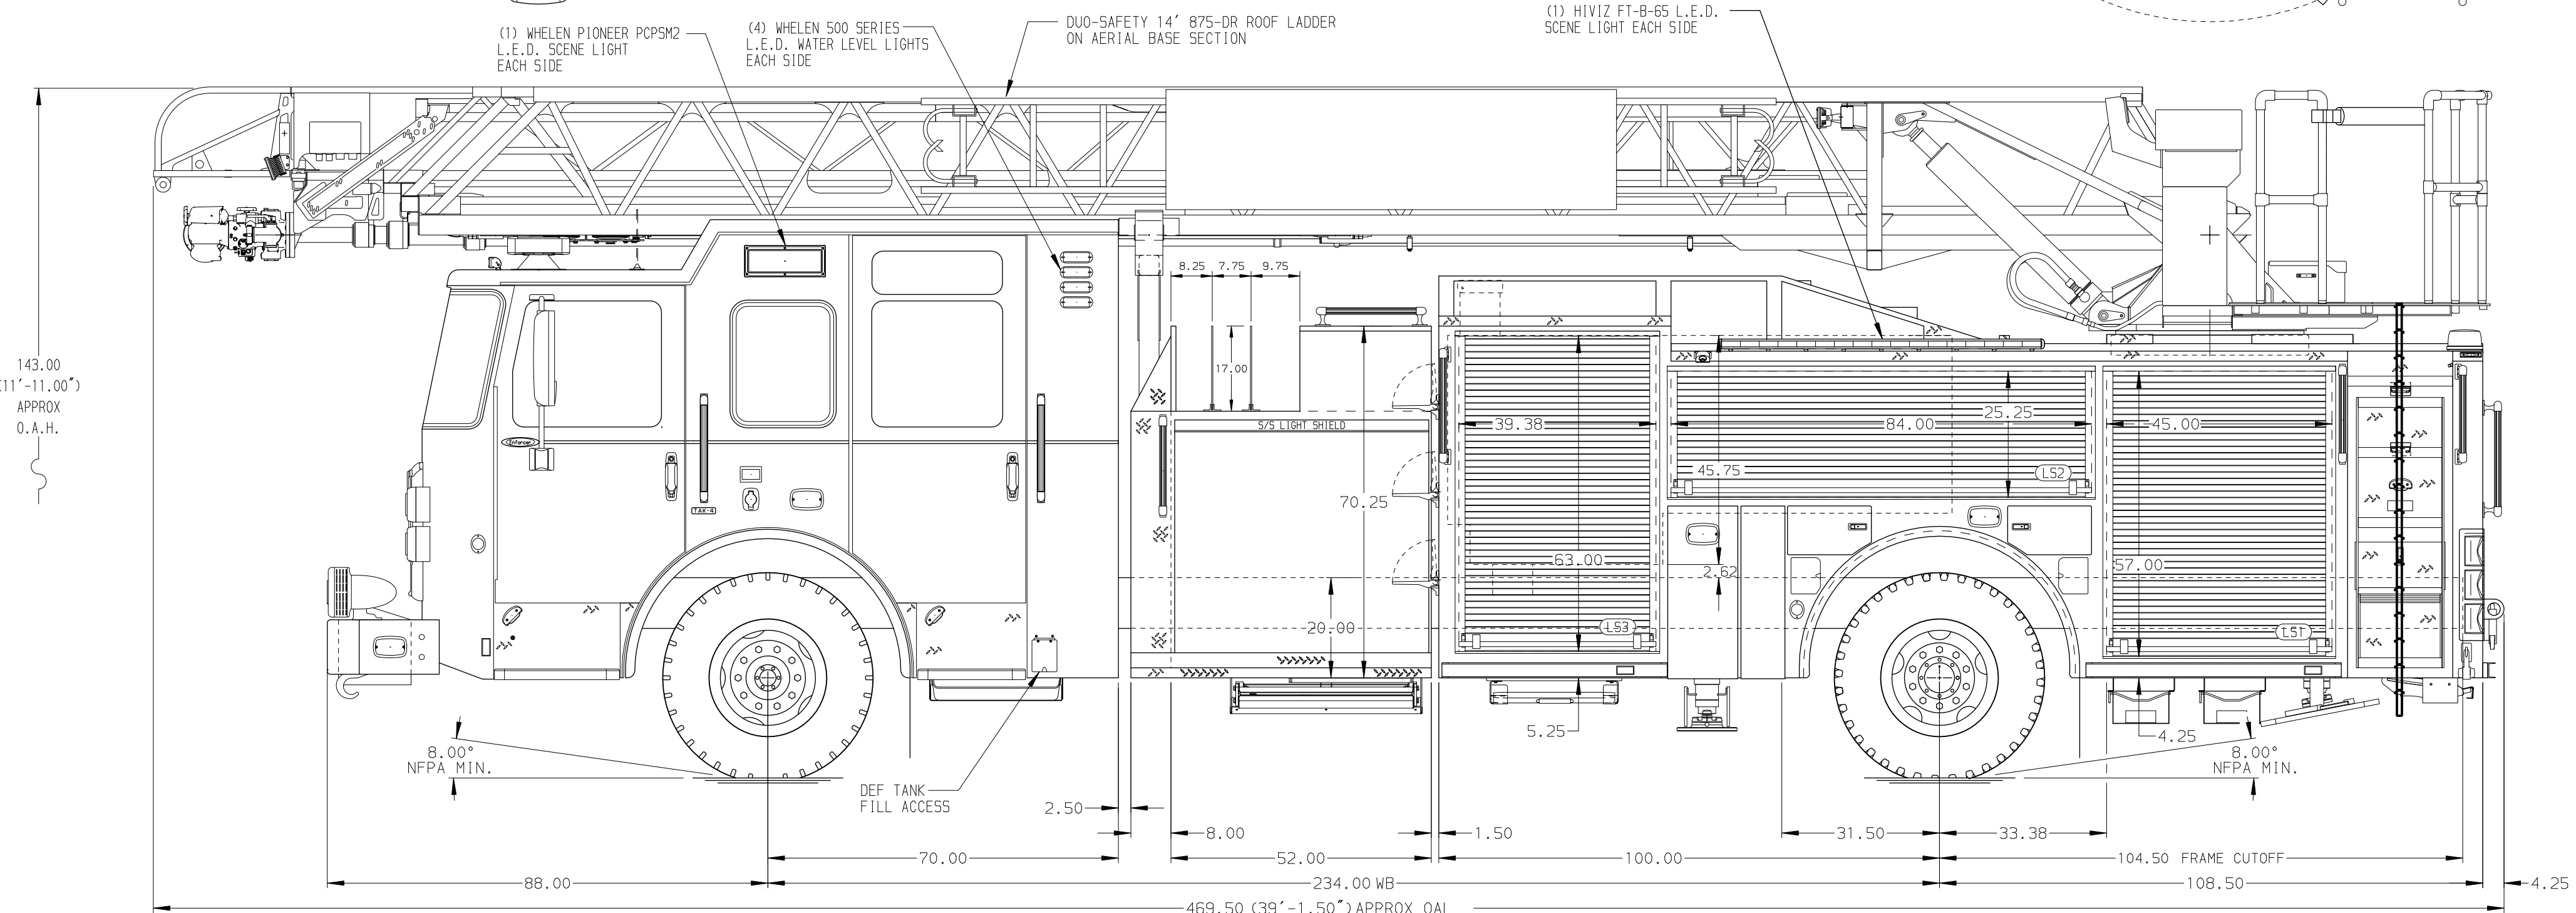 (1) WHELEN PIONEER PCPSM2
L.E.D. SCENE LIGHT
EACH SIDE
(4) WHELEN 500 SERIES
L.E.D. WATER LEVEL LIGHTS
EACH SIDE
DUO-SAFETY 14' 875-DR ROOF LADDER
ON AERIAL BASE SECTION
(1) HIVIZ FT-B-65 L.E.D.
SCENE LIGHT EACH SIDE
143.00
(11'-11.00")
APPROX
O.A.H.
8.25
7.75
9.75
17.00
S/S LIGHT SHIELD
Enforcer
TAK-4
70.25
20.00
39.38
63.00
LS3
45.75
2.62
84.00
25.25
LS2
45.00
57.00
LS1
5.25
4.25
8.00°
NFPA MIN.
8.00°
NFPA MIN.
DEF TANK
FILL ACCESS
2.50
8.00
1.50
31.50
33.38
70.00
52.00
100.00
104.50 FRAME CUTOFF
88.00
234.00 WB
108.50
4.25
469.50 (39'-1.50") APPROX OAL